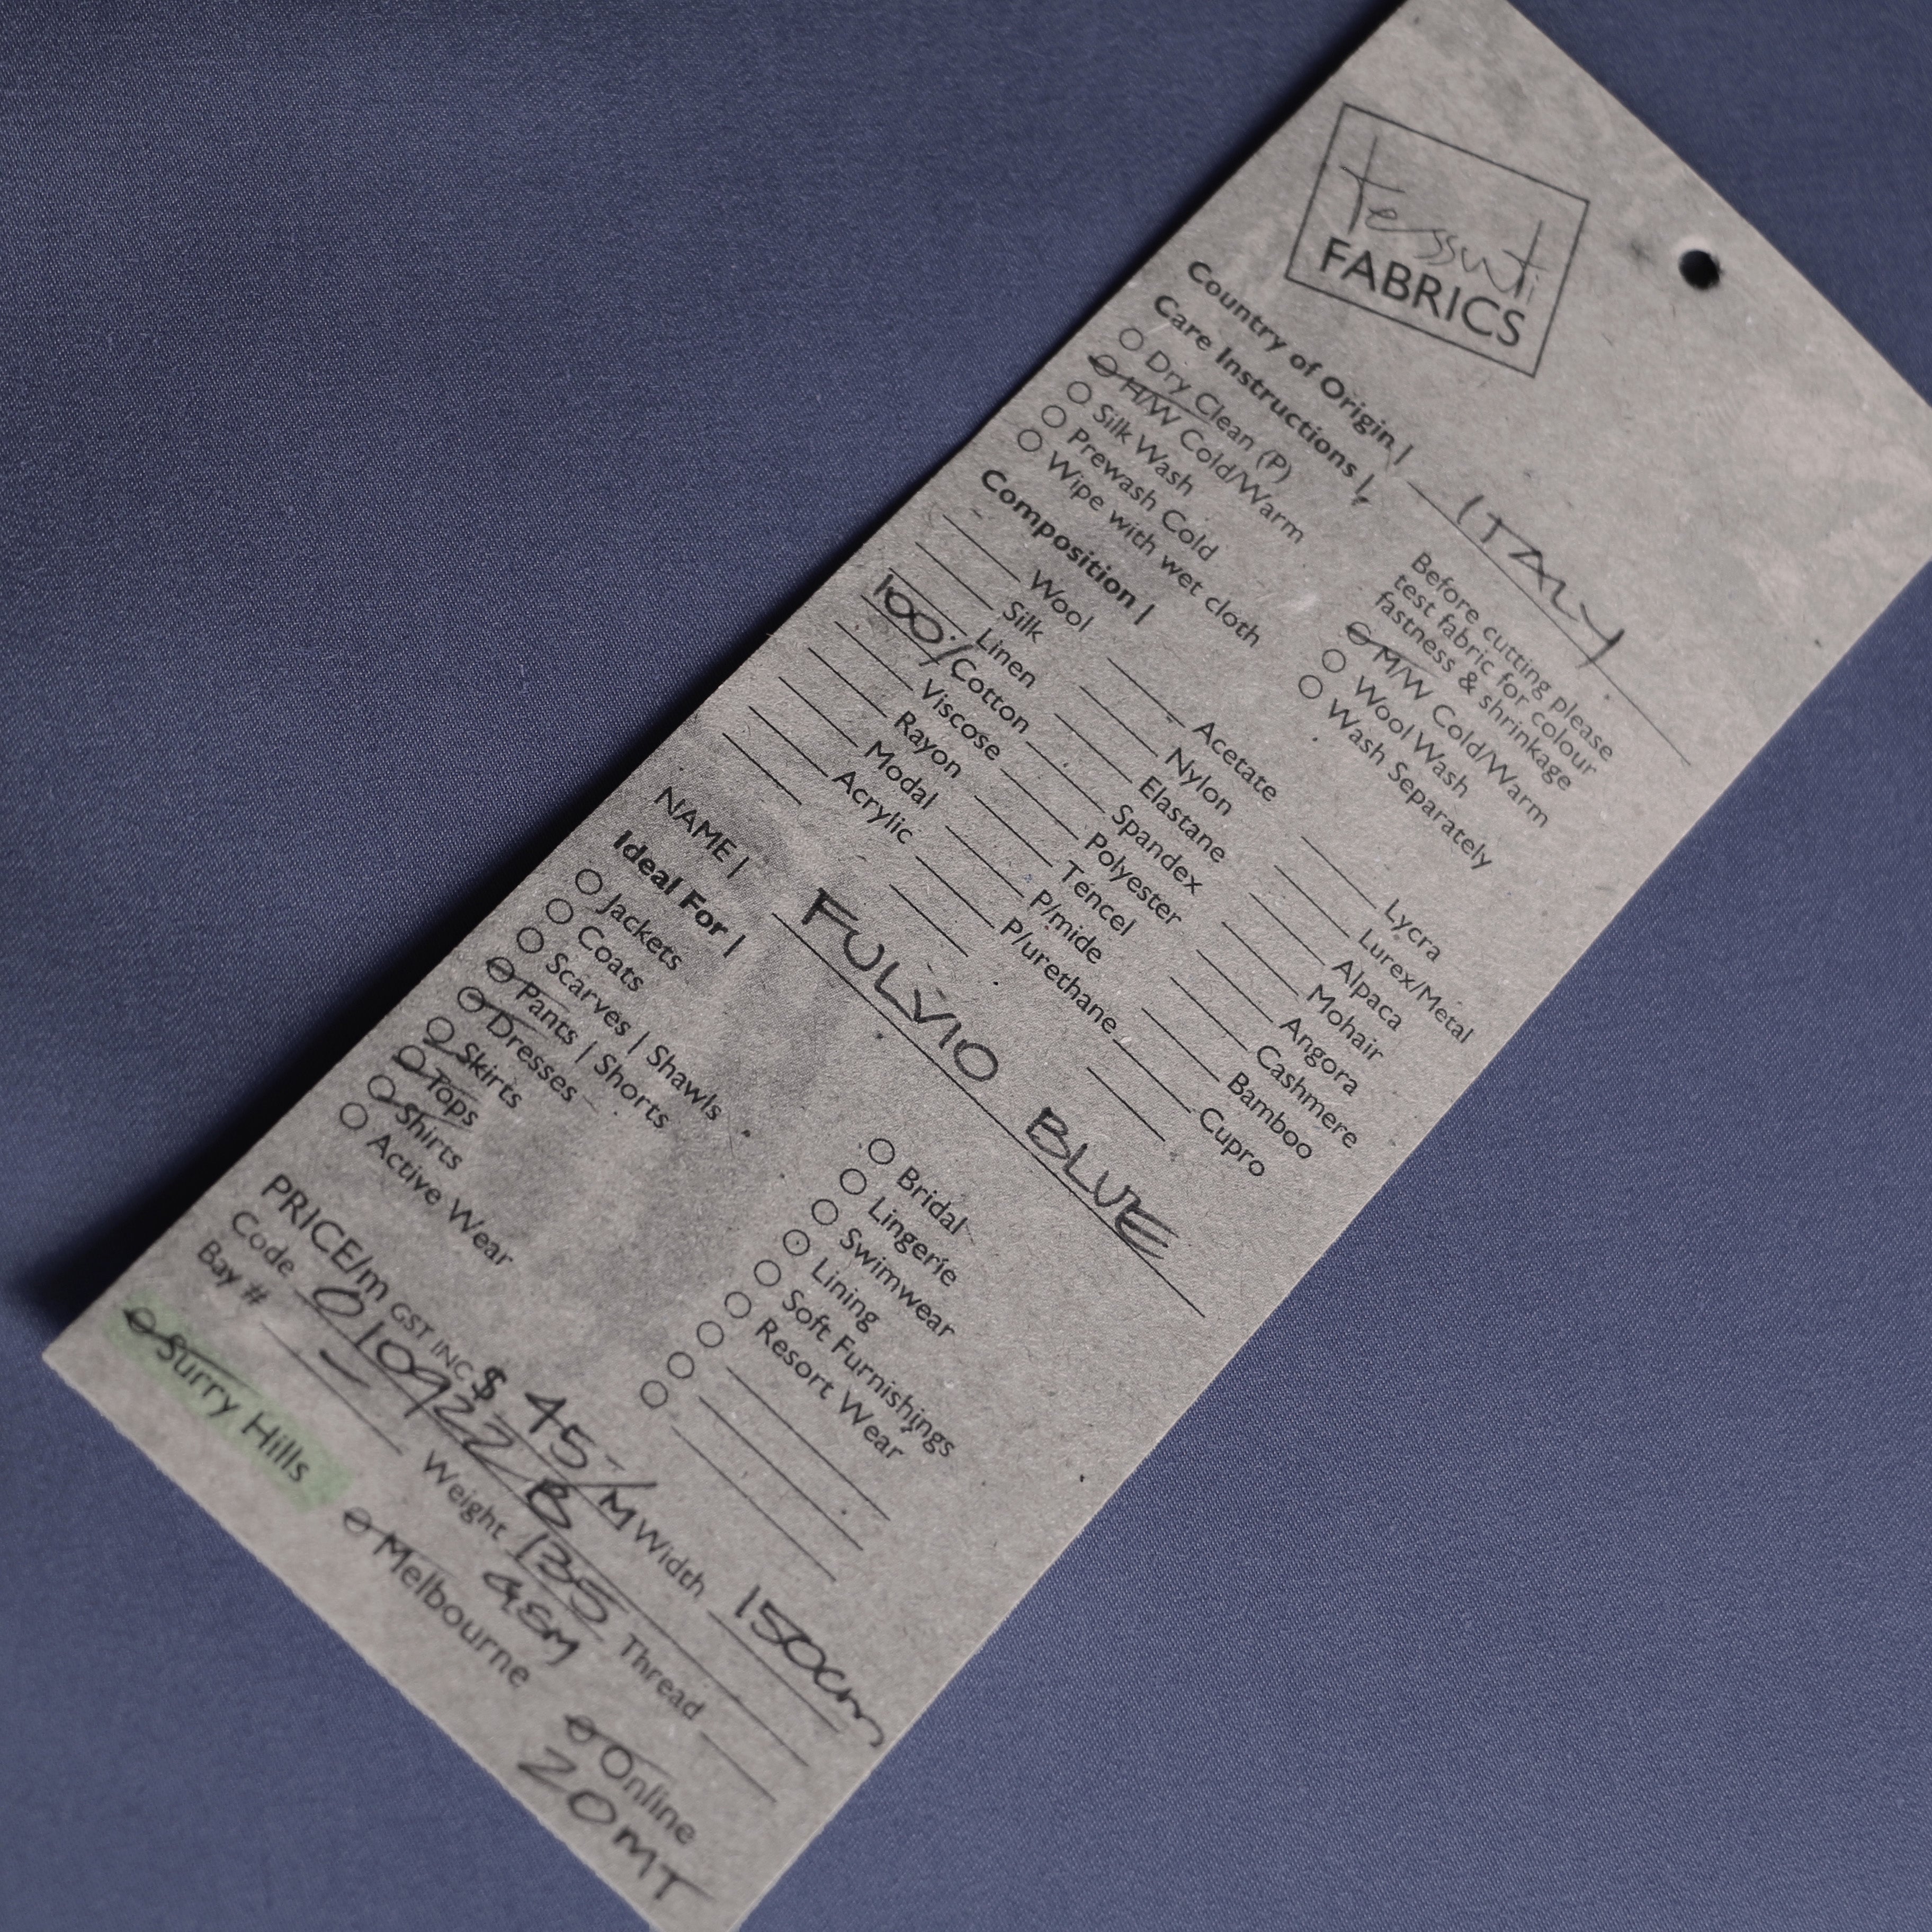 tessuti
FABRICS
Country of Origin | ITALY
Care Instructions |
Before cutting please
test fabric for colour
fastness & shrinkage
Dry Clean (P)
H/W Cold/Warm
Silk Wash
Prewash Cold
Wipe with wet cloth
M/W Cold/Warm
Wool Wash
Wash Separately
Composition |
Wool
Silk
Linen
100% Cotton
Viscose
Rayon
Modal
Acrylic
Acetate
Nylon
Elastane
Spandex
Polyester
Tencel
P/mide
P/urethane
Lycra
Lurex/Metal
Alpaca
Mohair
Angora
Cashmere
Bamboo
Cupro
NAME | FULVIO BLUE
Ideal For |
Jackets
Coats
Scarves | Shawls
Pants | Shorts
Dresses
Skirts
Tops
Shirts
Active Wear
Bridal
Lingerie
Swimwear
Lining
Soft Furnishings
Resort Wear
PRICE/m GST INC $ 45-/M Width 150cm
Code 010922B
Bay # Weight 135 GSM Thread
Surry Hills Melbourne Online
20MT